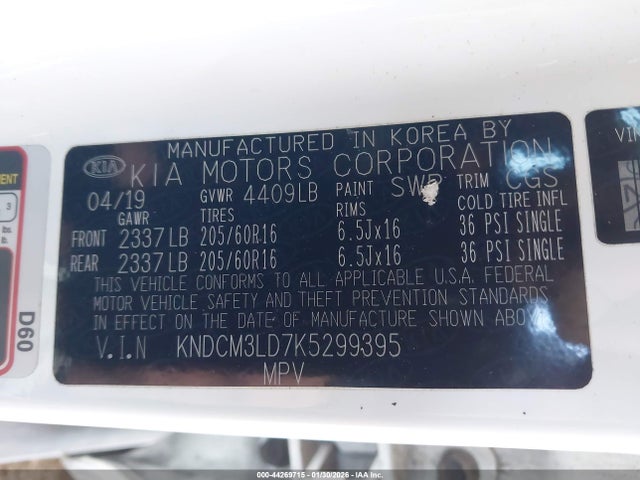 MANUFACTURED IN KOREA BY
KIA KIA MOTORS CORPORATION
04/19 GVWR 4409LB PAINT TRIM CGS
GAWR TIRES RIMS COLD TIRE INFL
FRONT 2337LB 205/60R16 6.5Jx16 36 PSI SINGLE
REAR 2337LB 205/60R16 6.5Jx16 36 PSI SINGLE
THIS VEHICLE CONFORMS TO ALL APPLICABLE U.S.A. FEDERAL
MOTOR VEHICLE SAFETY AND THEFT PREVENTION STANDARDS
IN EFFECT ON THE DATE OF MANUFACTURE SHOWN ABOVE.
V.I.N KNDCM3LD7K5299395
MPV
D60
VIN
000-44269715 - 01/30/2026 - ©IAAI